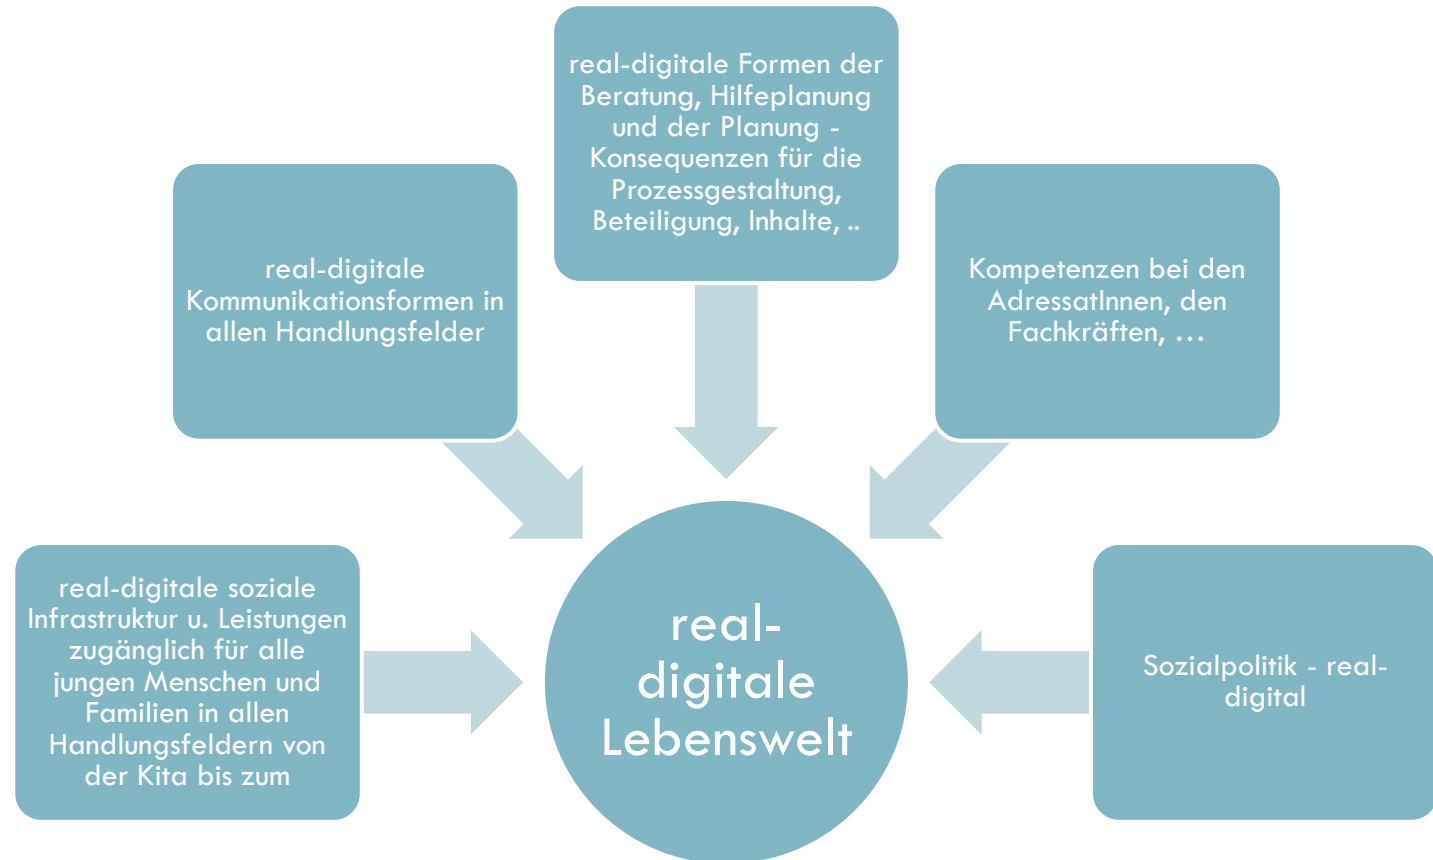 real-digitale Formen der
Beratung, Hilfeplanung
und der Planung -
Konsequenzen für die
Prozessgestaltung,
Beteiligung, Inhalte, ..
real-digitale
Kommunikationsformen in
allen Handlungsfelder
Kompetenzen bei den
AdressatInnen, den
Fachkräften, …
real-digitale soziale
Infrastruktur u. Leistungen
zugänglich für alle
jungen Menschen und
Familien in allen
Handlungsfeldern von
der Kita bis zum
real-
digitale
Lebenswelt
Sozialpolitik - real-
digital